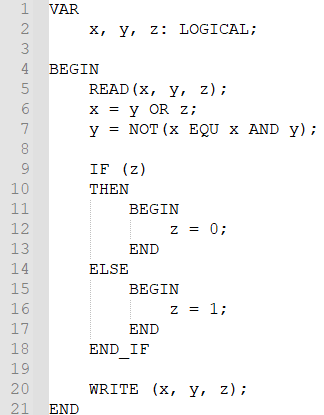 1 VAR
2     x, y, z: LOGICAL;
3
4 BEGIN
5     READ(x, y, z);
6     x = y OR z;
7     y = NOT(x EQU x AND y);
8
9     IF (z)
10     THEN
11         BEGIN
12             z = 0;
13         END
14     ELSE
15         BEGIN
16             z = 1;
17         END
18     END_IF
19
20     WRITE (x, y, z);
21 END